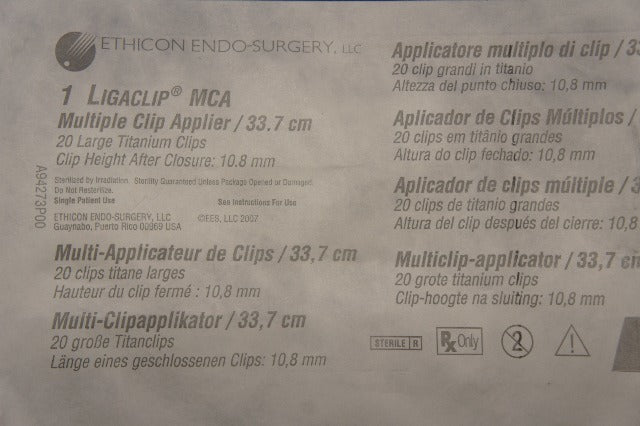 ETHICON ENDO-SURGERY, LLC
1 LIGACLIP® MCA
Multiple Clip Applier / 33.7 cm
20 Large Titanium Clips
Clip Height After Closure: 10.8 mm
Sterilized by Irradiation. Sterility Guaranteed Unless Package Opened or Damaged.
Do Not Resterilize.
Single Patient Use See Instructions For Use
ETHICON ENDO-SURGERY, LLC ©EES, LLC 2007
Guaynabo, Puerto Rico 00969 USA
A94273P00
Multi-Applicateur de Clips / 33,7 cm
20 clips titane larges
Hauteur du clip fermé : 10,8 mm
Multi-Clipapplikator / 33,7 cm
20 große Titanclips
Länge eines geschlossenen Clips: 10,8 mm
Applicatore multiplo di clip / 33
20 clip grandi in titanio
Altezza del punto chiuso: 10,8 mm
Aplicador de Clips Múltiplos /
20 clips em titânio grandes
Altura do clip fechado: 10,8 mm
Aplicador de clips múltiple / 3
20 clips de titanio grandes
Altura del clip después del cierre: 10,8
Multiclip-applicator / 33,7 cm
20 grote titanium clips
Clip-hoogte na sluiting: 10,8 mm
STERILE R
Rx Only
2
!